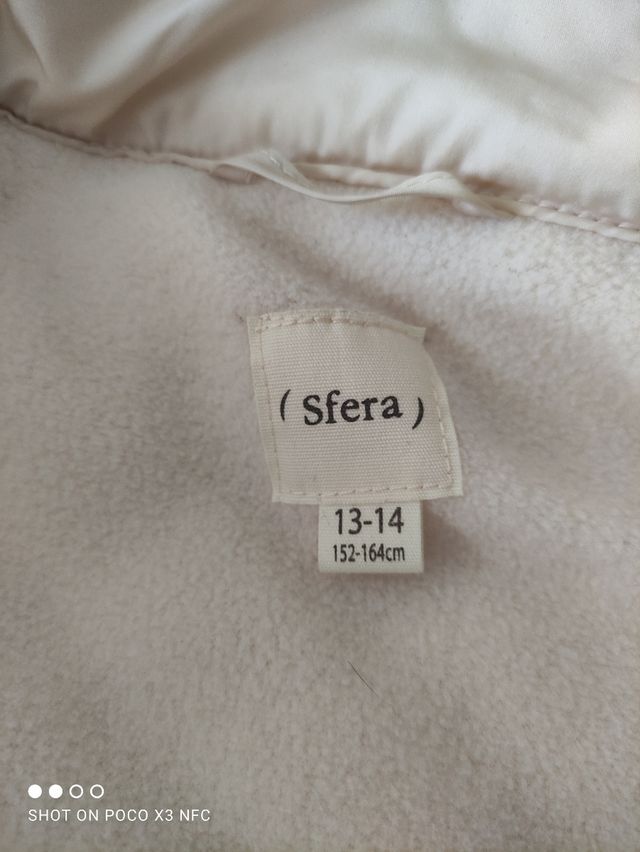 ( Sfera )
13-14
152-164cm
SHOT ON POCO X3 NFC